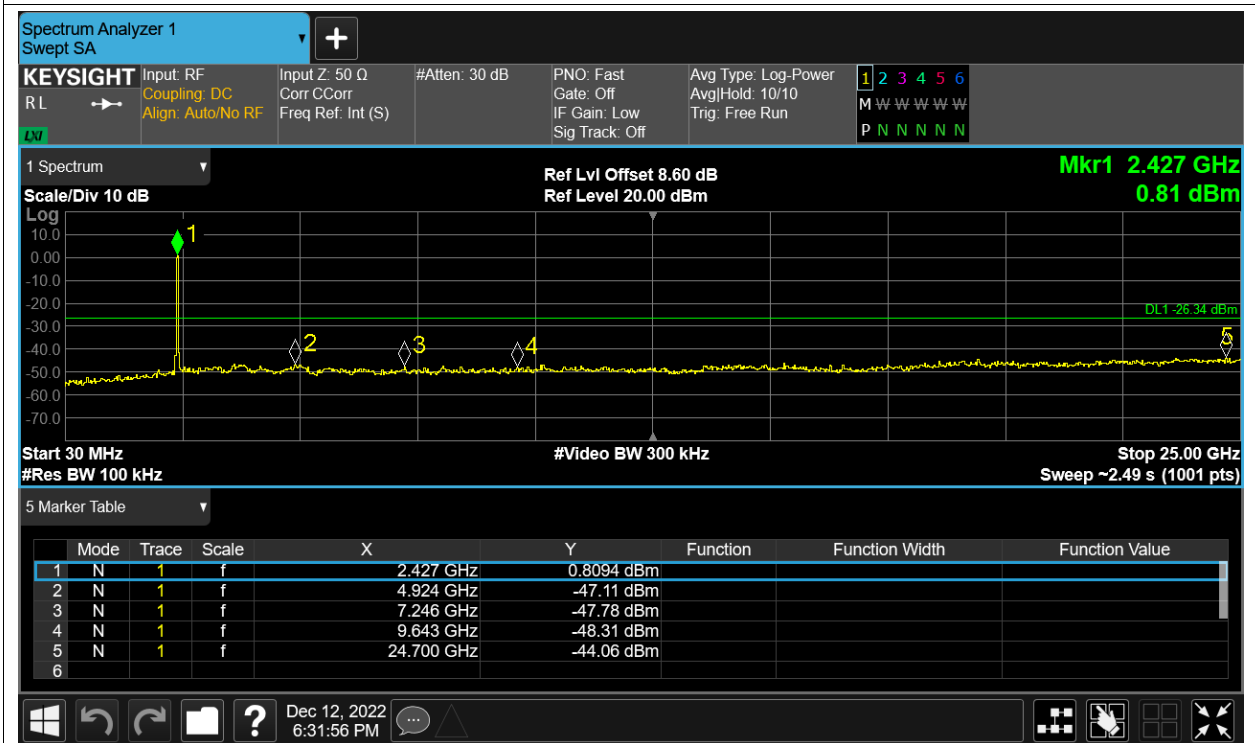 Spectrum Analyzer 1
Swept SA
KEYSIGHT
RL
LXI
Input: RF
Coupling: DC
Align: Auto/No RF
Input Z: 50 Ω
Corr CCorr
Freq Ref: Int (S)
#Atten: 30 dB
PNO: Fast
Gate: Off
IF Gain: Low
Sig Track: Off
Avg Type: Log-Power
Avg|Hold: 10/10
Trig: Free Run
1 2 3 4 5 6
M W W W W W
P N N N N N
1 Spectrum
Scale/Div 10 dB
Ref Lvl Offset 8.60 dB
Ref Level 20.00 dBm
Mkr1 2.427 GHz
0.81 dBm
Log
10.0
0.00
-10.0
-20.0
-30.0
-40.0
-50.0
-60.0
-70.0
1
2
3
4
5
DL1 -26.34 dBm
Start 30 MHz
#Video BW 300 kHz
Stop 25.00 GHz
#Res BW 100 kHz
Sweep ~2.49 s (1001 pts)
5 Marker Table
Mode Trace Scale X Y Function Function Width Function Value
1 N 1 f 2.427 GHz 0.8094 dBm
2 N 1 f 4.924 GHz -47.11 dBm
3 N 1 f 7.246 GHz -47.78 dBm
4 N 1 f 9.643 GHz -48.31 dBm
5 N 1 f 24.700 GHz -44.06 dBm
6
?
Dec 12, 2022
6:31:56 PM